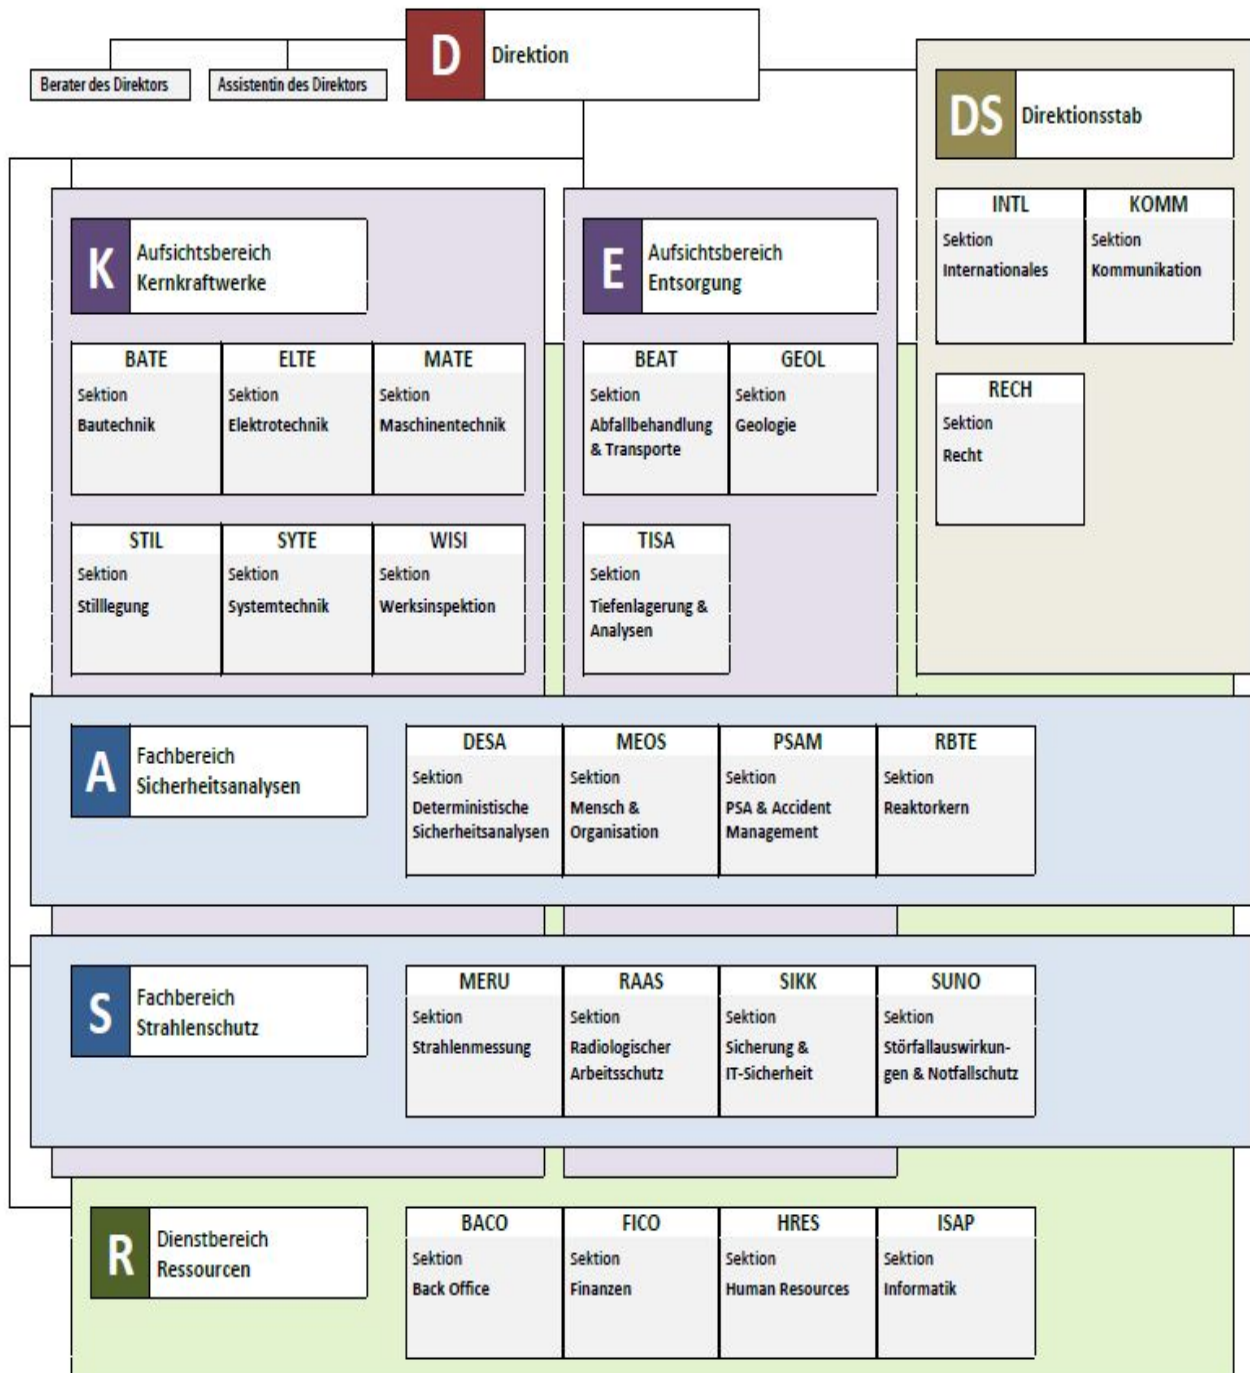 D
Direktion
Berater des Direktors
Assistentin des Direktors
DS
Direktionsstab
INTL
Sektion
Internationales
KOMM
Sektion
Kommunikation
RECH
Sektion
Recht
K
Aufsichtsbereich
Kernkraftwerke
BATE
Sektion
Bautechnik
ELTE
Sektion
Elektrotechnik
MATE
Sektion
Maschinentechnik
STIL
Sektion
Stilllegung
SYTE
Sektion
Systemtechnik
WISI
Sektion
Werksinspektion
E
Aufsichtsbereich
Entsorgung
BEAT
Sektion
Abfallbehandlung
& Transporte
GEOL
Sektion
Geologie
TISA
Sektion
Tiefenlagerung &
Analysen
A
Fachbereich
Sicherheitsanalysen
DESA
Sektion
Deterministische
Sicherheitsanalysen
MEOS
Sektion
Mensch &
Organisation
PSAM
Sektion
PSA & Accident
Management
RBTE
Sektion
Reaktorkern
S
Fachbereich
Strahlenschutz
MERU
Sektion
Strahlenmessung
RAAS
Sektion
Radiologischer
Arbeitsschutz
SIKK
Sektion
Sicherung &
IT-Sicherheit
SUNO
Sektion
Störfallauswirkun-
gen & Notfallschutz
R
Dienstbereich
Ressourcen
BACO
Sektion
Back Office
FICO
Sektion
Finanzen
HRES
Sektion
Human Resources
ISAP
Sektion
Informatik